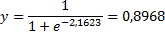 y = 1 / (1 + e^{-2,1623}) = 0,8968